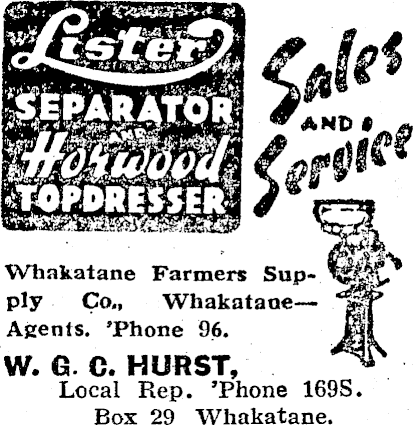 Lister
SEPARATOR
AND
Horwood
TOPDRESSER
Sales
AND
Service
Whakatane Farmers Sup-
ply Co., Whakatane—
Agents. 'Phone 96.
W. G. C. HURST,
Local Rep. 'Phone 169S.
Box 29 Whakatane.